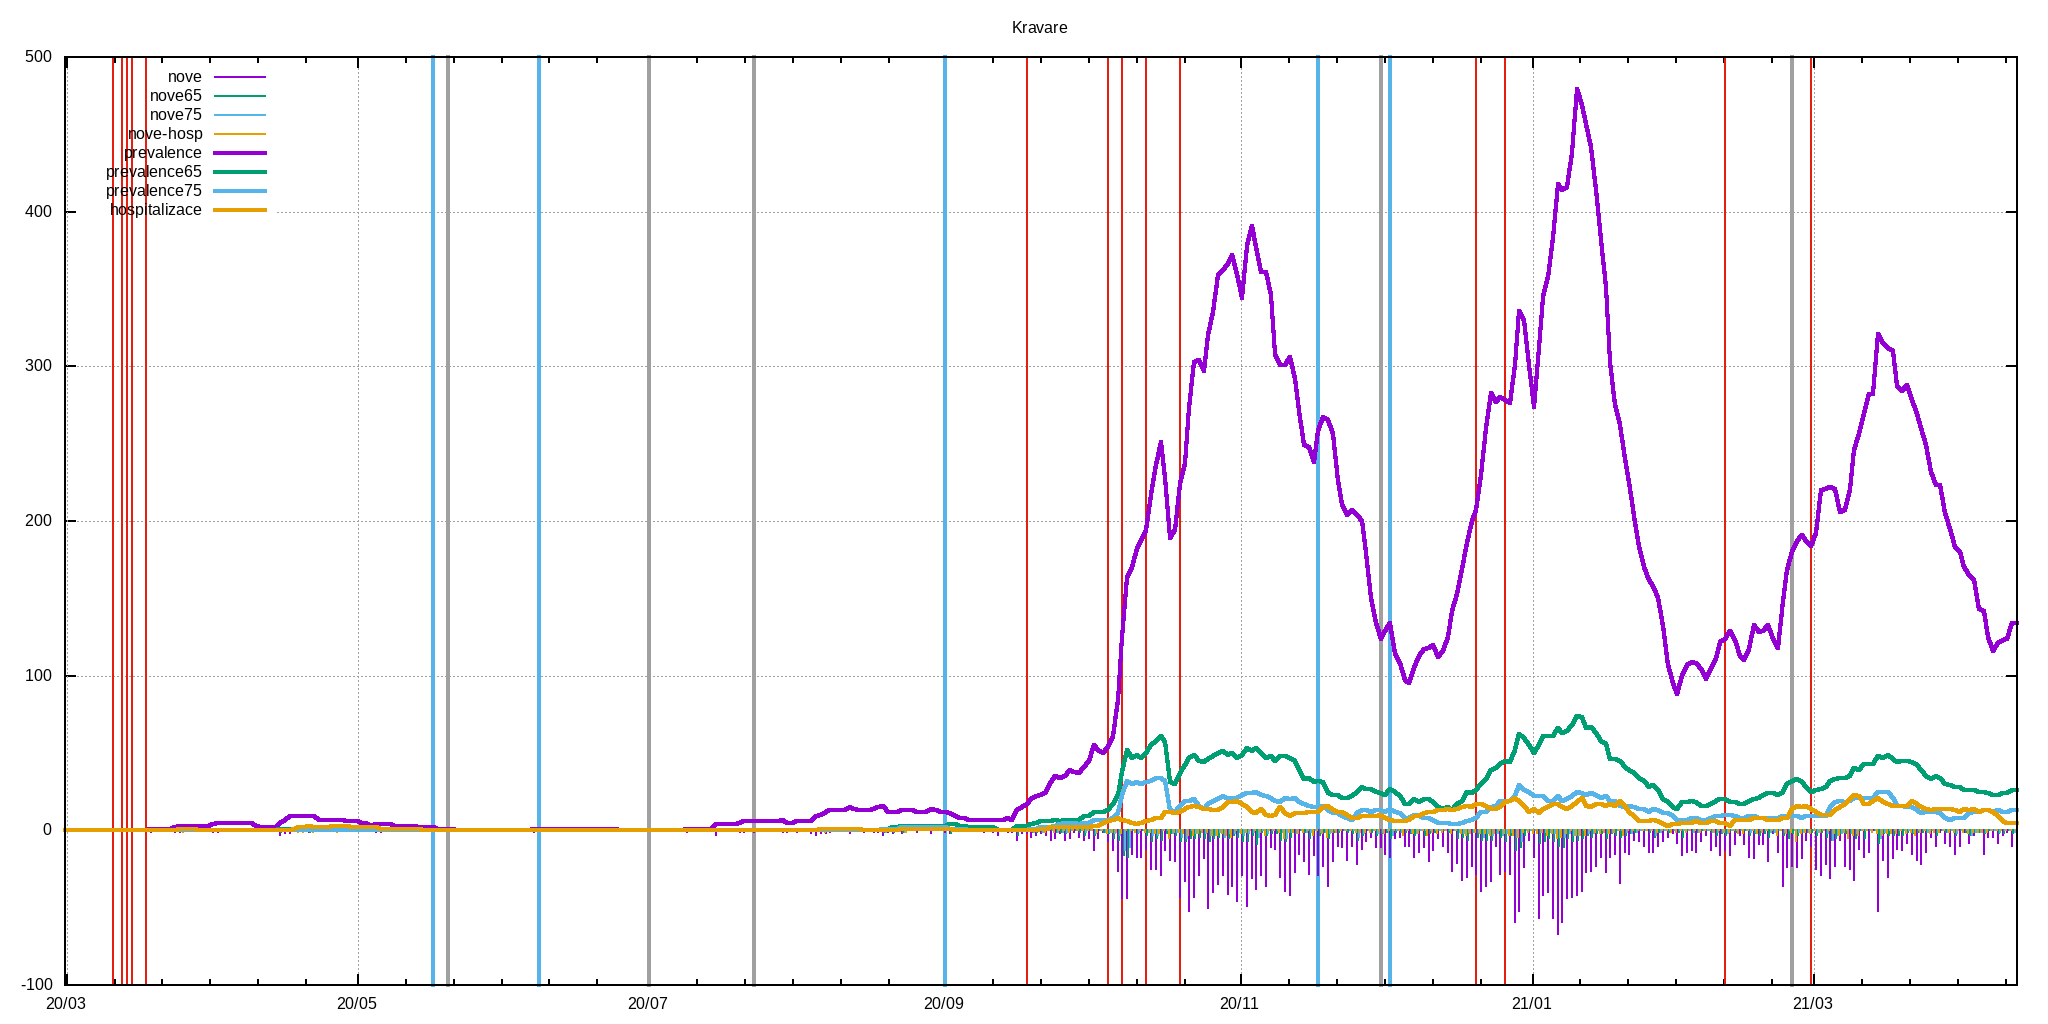 Kravare
500
400
300
200
100
0
-100
nove
nove65
nove75
nove-hosp
prevalence
prevalence65
prevalence75
hospitalizace
20/03 20/05 20/07 20/09 20/11 21/01 21/03